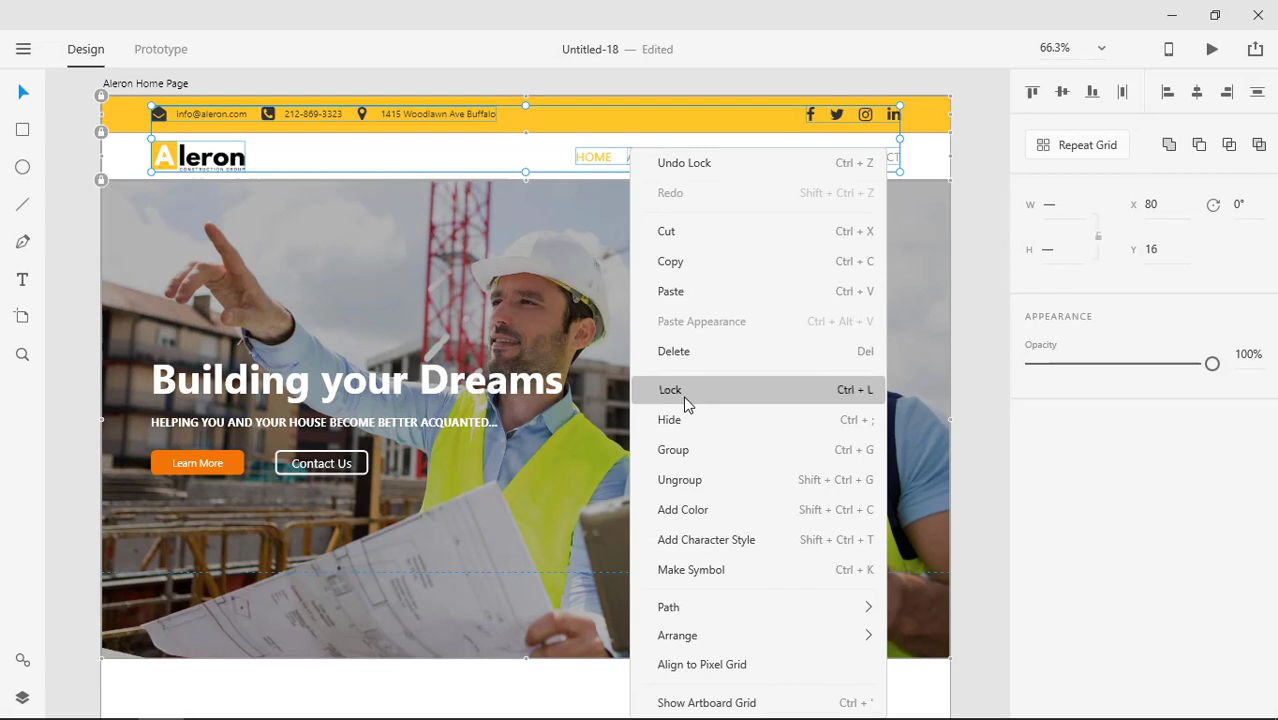 Design Prototype Untitled-18 — Edited 66.3%
Aleron Home Page
info@aleron.com 212-869-3323 1415 Woodlawn Ave Buffalo
Aleron
CONSTRUCTION GROUP
HOME A CT
Building your Dreams
HELPING YOU AND YOUR HOUSE BECOME BETTER ACQUANTED...
Learn More Contact Us
Undo Lock Ctrl + Z
Redo Shift + Ctrl + Z
Cut Ctrl + X
Copy Ctrl + C
Paste Ctrl + V
Paste Appearance Ctrl + Alt + V
Delete Del
Lock Ctrl + L
Hide Ctrl + ;
Group Ctrl + G
Ungroup Shift + Ctrl + G
Add Color Shift + Ctrl + C
Add Character Style Shift + Ctrl + T
Make Symbol Ctrl + K
Path
Arrange
Align to Pixel Grid
Show Artboard Grid Ctrl + '
Repeat Grid
W — X 80 0°
H — Y 16
APPEARANCE
Opacity
100%